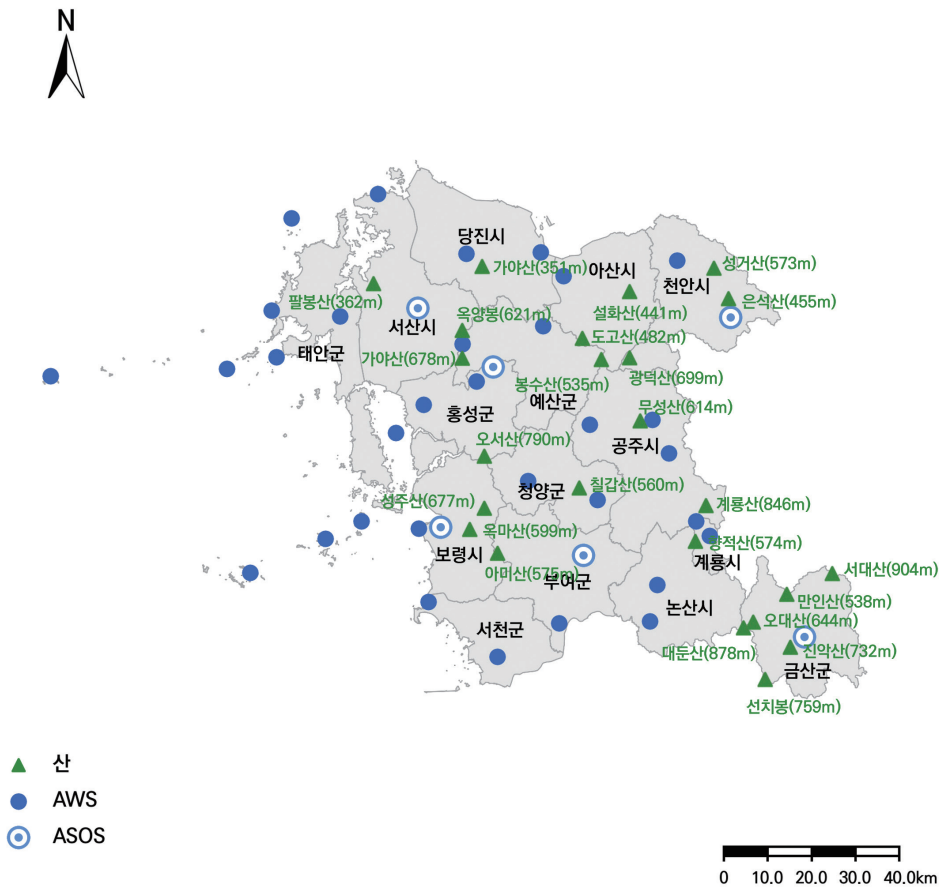 N
당진시
가야산(351m)
아산시
성거산(573m)
천안시
은석산(455m)
팔봉산(362m)
설화산(441m)
옥양봉(621m)
서산시
도고산(482m)
태안군
가야산(678m)
광덕산(699m)
봉수산(535m)
예산군
무성산(614m)
홍성군
오서산(790m)
공주시
청양군
칠갑산(560m)
성주산(677m)
계룡산(846m)
옥마산(599m)
향적산(574m)
보령시
계룡시
아미산(575m)
부여군
서대산(904m)
만인산(538m)
논산시
오대산(644m)
서천군
대둔산(878m)
진악산(732m)
금산군
선치봉(759m)
산
AWS
ASOS
0 10.0 20.0 30.0 40.0km